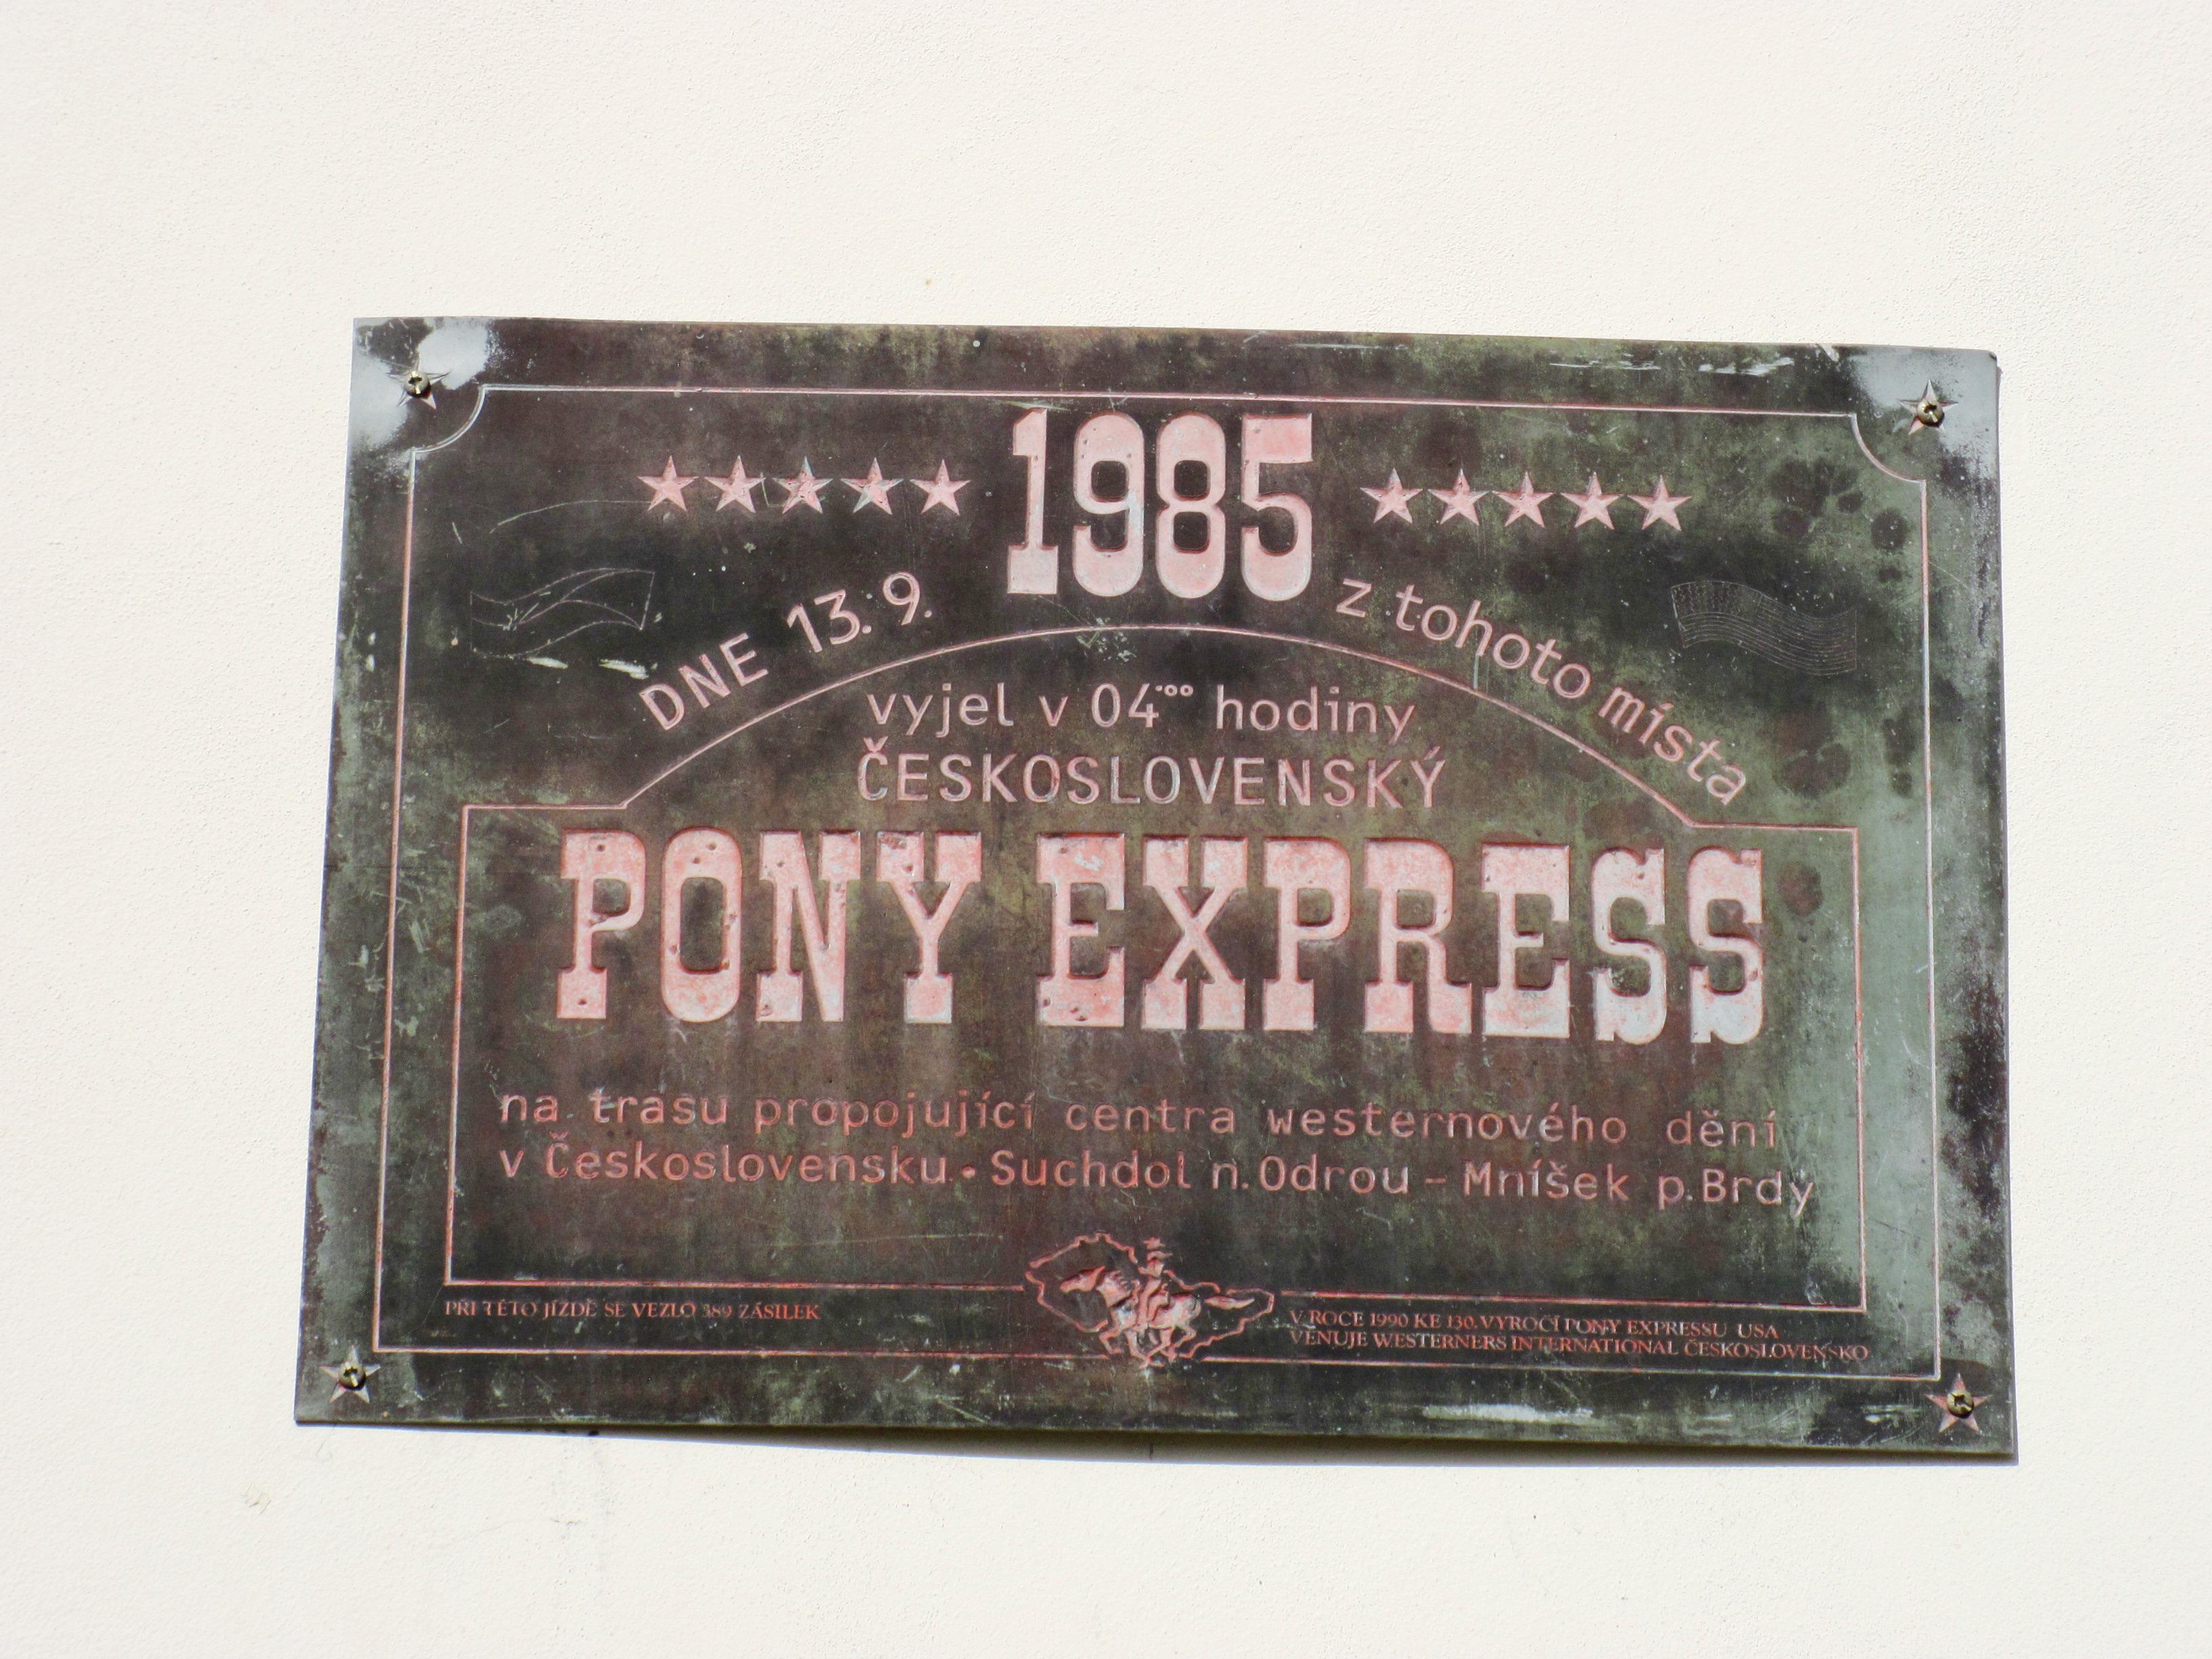 1985
DNE 13. 9.
z tohoto místa
vyjel v 04°° hodiny
ČESKOSLOVENSKÝ
PONY EXPRESS
na trasu propojující centra westernového dění
v Československu • Suchdol n. Odrou - Mníšek p. Brdy
PŘI TÉTO JÍZDĚ SE VEZLO 389 ZÁSILEK
V ROCE 1990 KE 130. VÝROČÍ PONY EXPRESSU USA
VĚNUJE WESTERNERS INTERNATIONAL ČESKOSLOVENSKO